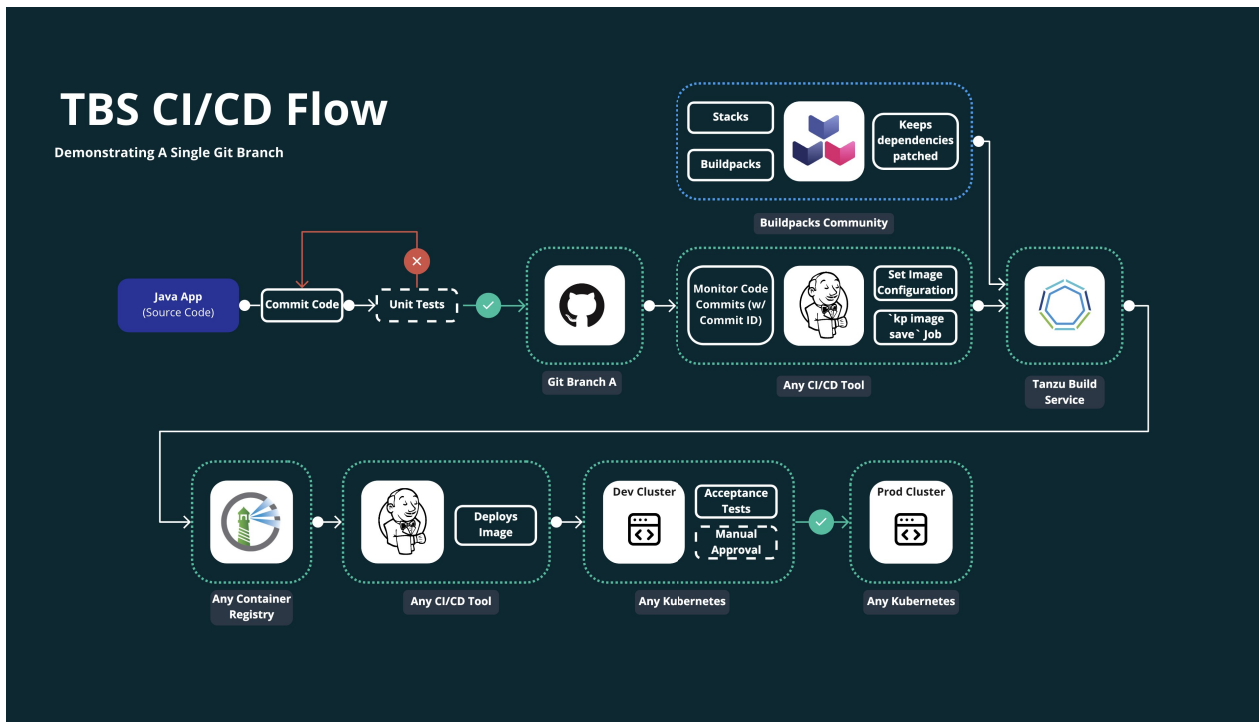 TBS CI/CD Flow
Demonstrating A Single Git Branch
Stacks
Buildpacks
Keeps
dependencies
patched
Buildpacks Community
Java App
(Source Code)
Commit Code
Unit Tests
Git Branch A
Monitor Code
Commits (w/
Commit ID)
Set Image
Configuration
`kp image
save` Job
Any CI/CD Tool
Tanzu Build
Service
Any Container
Registry
Deploys
Image
Any CI/CD Tool
Dev Cluster
Acceptance
Tests
Manual
Approval
Any Kubernetes
Prod Cluster
Any Kubernetes